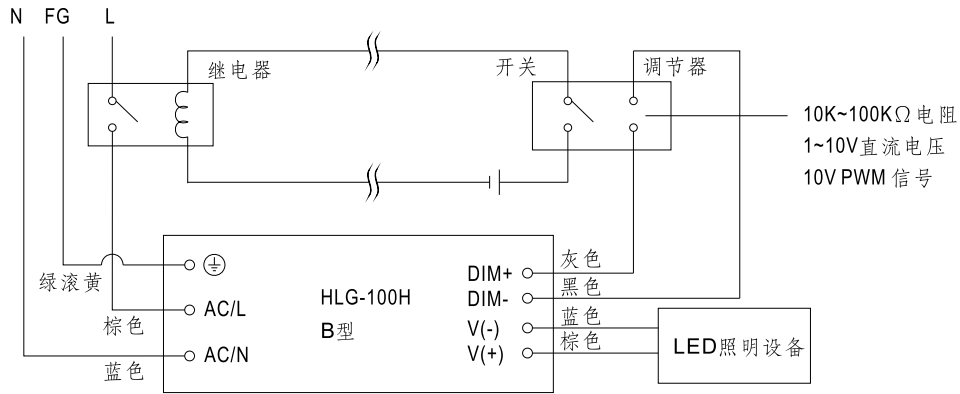 N FG L
继电器
开关
调节器
10K~100KΩ电阻
1~10V直流电压
10V PWM 信号
绿滚黄
棕色
蓝色
AC/L
AC/N
HLG-100H
B型
DIM+
DIM-
V(-)
V(+)
灰色
黑色
蓝色
棕色
LED照明设备